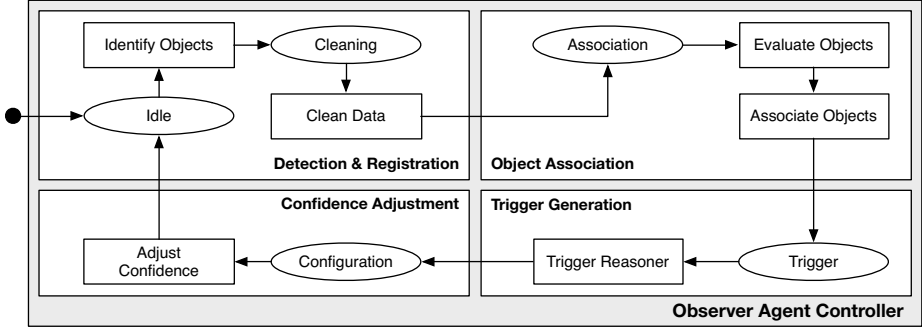 Identify Objects
Cleaning
Idle
Clean Data
Detection & Registration
Association
Evaluate Objects
Associate Objects
Object Association
Confidence Adjustment
Adjust
Confidence
Configuration
Trigger Generation
Trigger Reasoner
Trigger
Observer Agent Controller